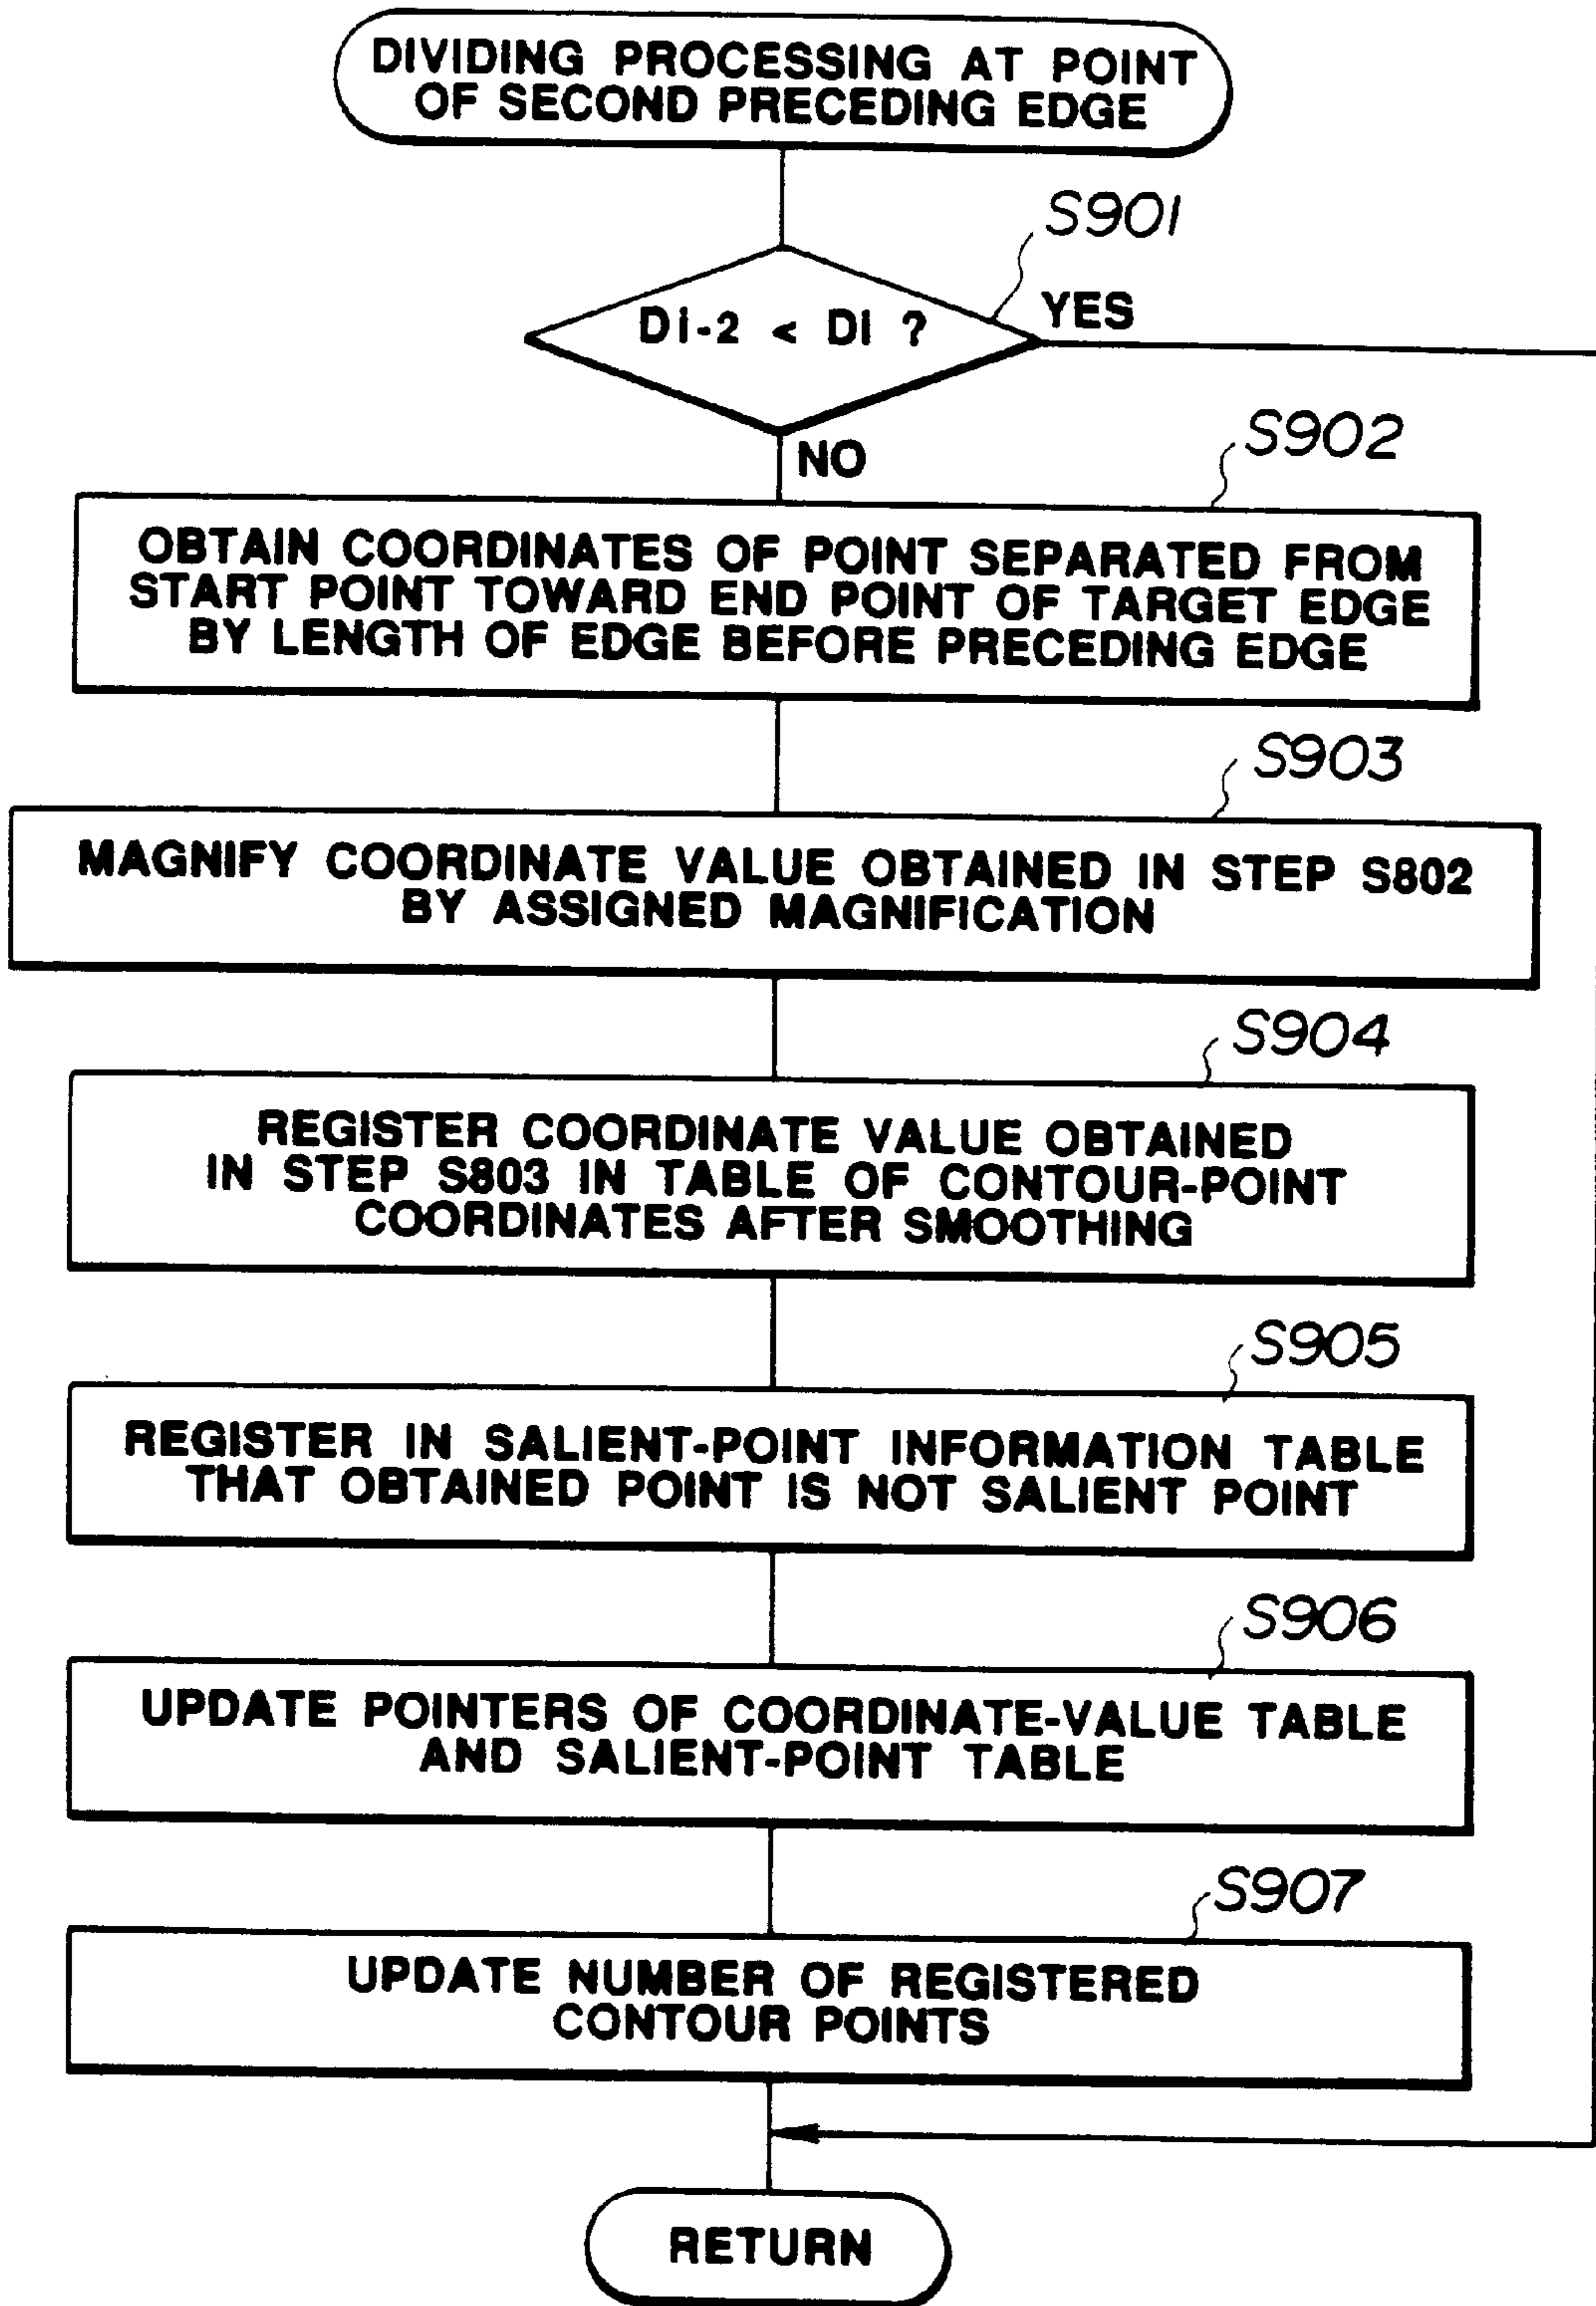 DIVIDING PROCESSING AT POINT
OF SECOND PRECEDING EDGE
S901
Di-2 < Di ?
YES
NO
S902
OBTAIN COORDINATES OF POINT SEPARATED FROM
START POINT TOWARD END POINT OF TARGET EDGE
BY LENGTH OF EDGE BEFORE PRECEDING EDGE
S903
MAGNIFY COORDINATE VALUE OBTAINED IN STEP S802
BY ASSIGNED MAGNIFICATION
S904
REGISTER COORDINATE VALUE OBTAINED
IN STEP S803 IN TABLE OF CONTOUR-POINT
COORDINATES AFTER SMOOTHING
S905
REGISTER IN SALIENT-POINT INFORMATION TABLE
THAT OBTAINED POINT IS NOT SALIENT POINT
S906
UPDATE POINTERS OF COORDINATE-VALUE TABLE
AND SALIENT-POINT TABLE
S907
UPDATE NUMBER OF REGISTERED
CONTOUR POINTS
RETURN